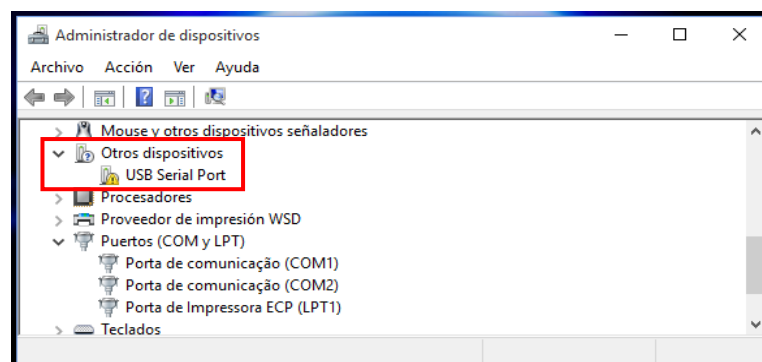 Administrador de dispositivos
Archivo Acción Ver Ayuda
Mouse y otros dispositivos señaladores
Otros dispositivos
USB Serial Port
Procesadores
Proveedor de impresión WSD
Puertos (COM y LPT)
Porta de comunicação (COM1)
Porta de comunicação (COM2)
Porta de Impressora ECP (LPT1)
Teclados